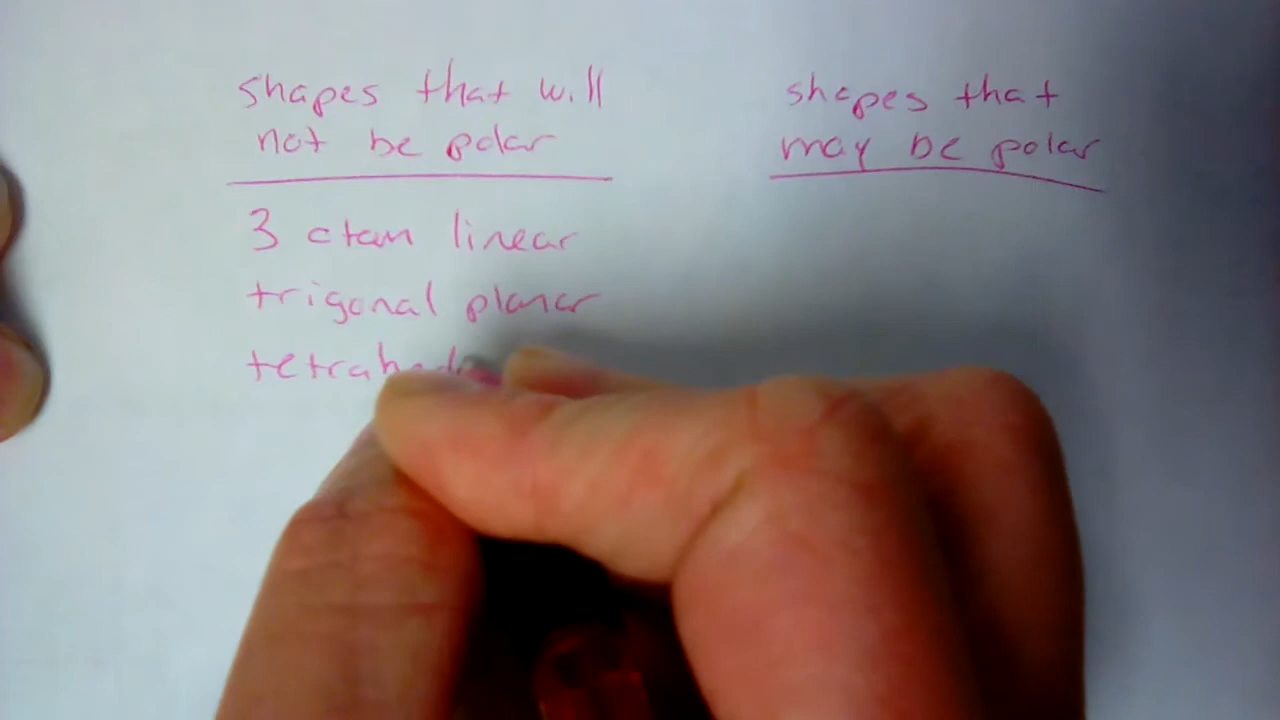 shapes that will
not be polar
shapes that
may be polar
3 atom linear
trigonal planar